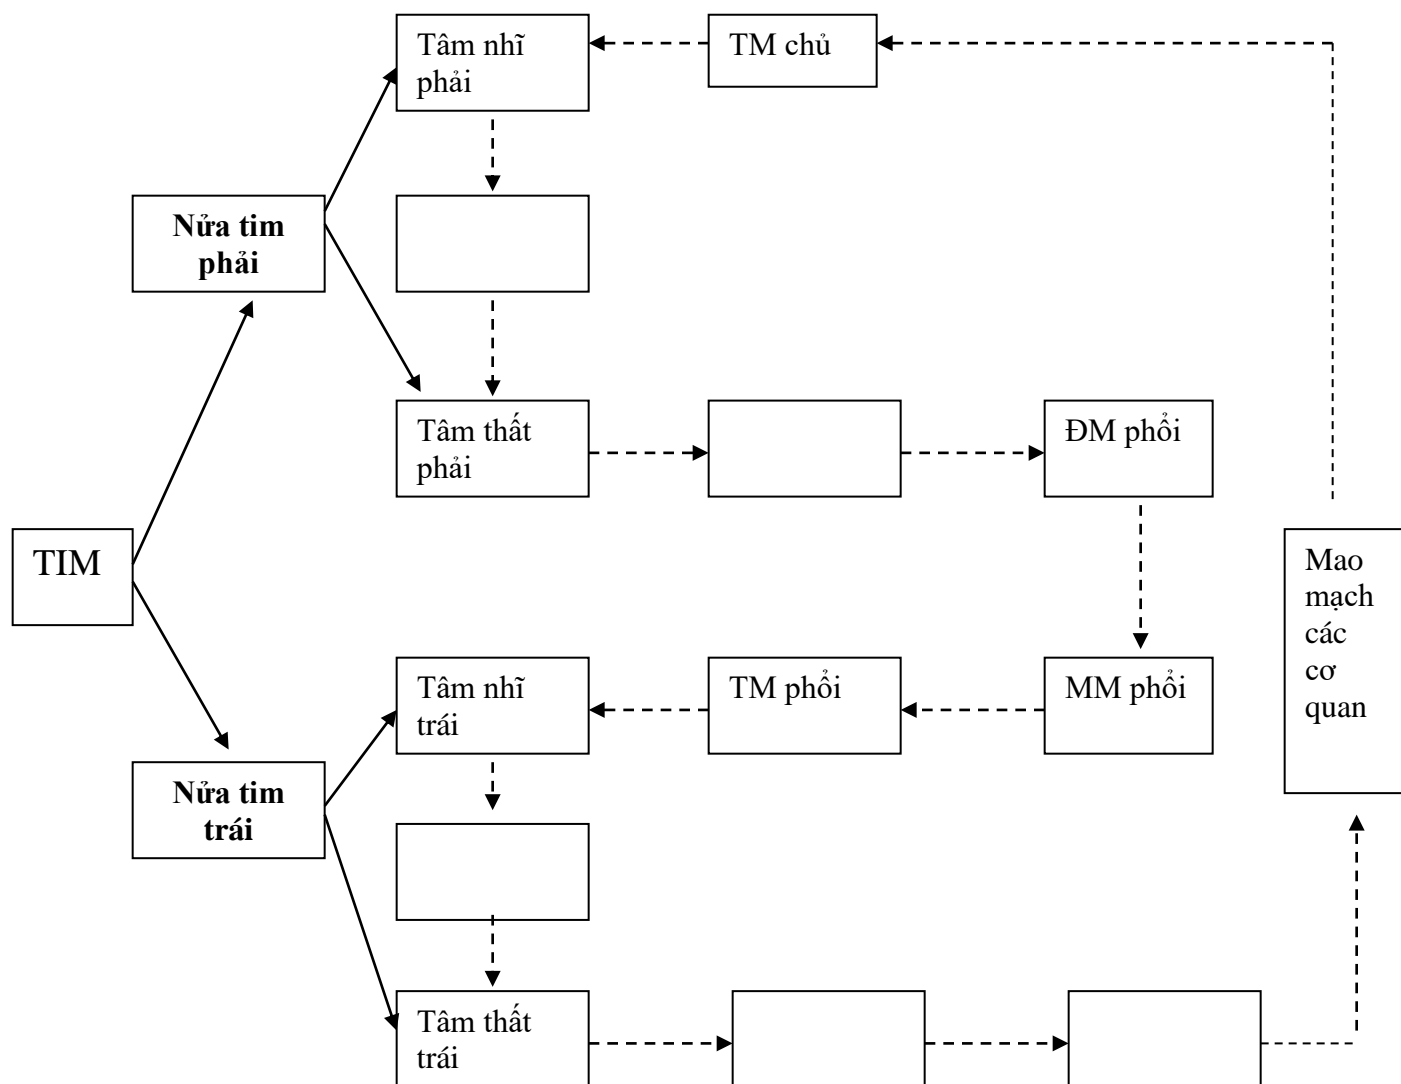 Tâm nhĩ
phải
TM chủ
Nửa tim
phải
Tâm thất
phải
ĐM phổi
TIM
Mao
mạch
các
cơ
quan
Tâm nhĩ
trái
TM phổi
MM phổi
Nửa tim
trái
Tâm thất
trái